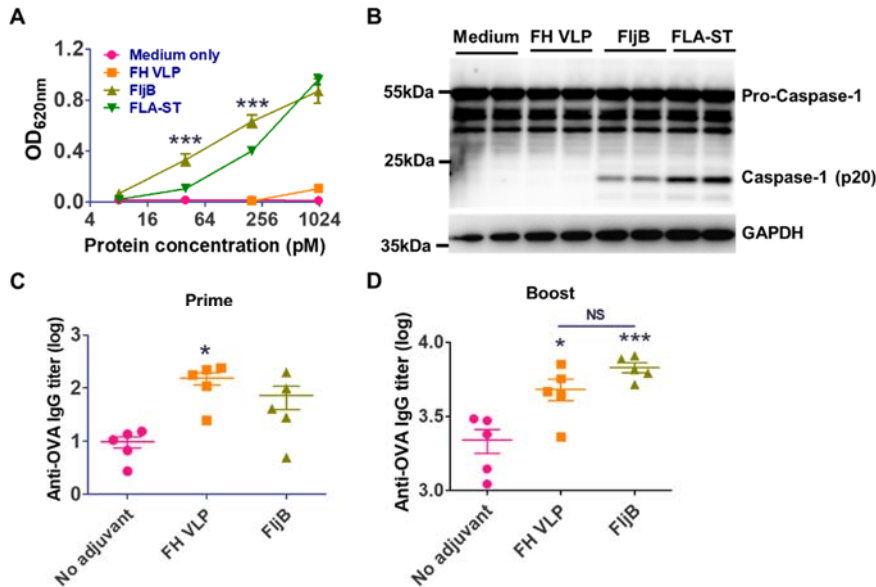 A
Medium only
FH VLP
FljB
FLA-ST
1.2
0.8
0.4
0.0
OD620nm
*** ***
4 16 64 256 1024
Protein concentration (pM)
B
Medium FH VLP FljB FLA-ST
55kDa
25kDa
35kDa
Pro-Caspase-1
Caspase-1 (p20)
GAPDH
C
Prime
Anti-OVA IgG titer (log)
3
2
1
0
*
No adjuvant FH VLP FljB
D
Boost
Anti-OVA IgG titer (log)
4.0
3.5
3.0
NS
* ***
No adjuvant FH VLP FljB